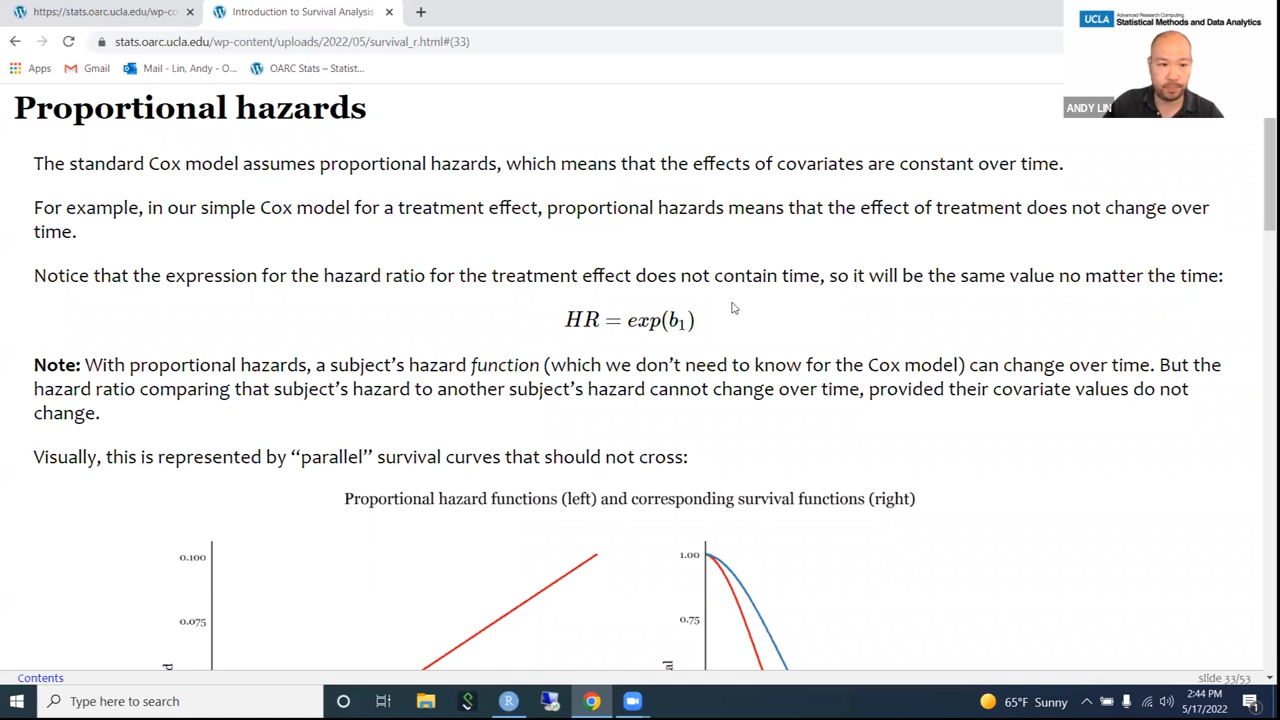 https://stats.oarc.ucla.edu/wp-co
Introduction to Survival Analysis
stats.oarc.ucla.edu/wp-content/uploads/2022/05/survival_r.html#(33)
Apps
Gmail
Mail - Lin, Andy - O...
OARC Stats – Statist...
UCLA
Advanced Research Computing
Statistical Methods and Data Analytics
ANDY LIN
Proportional hazards
The standard Cox model assumes proportional hazards, which means that the effects of covariates are constant over time.
For example, in our simple Cox model for a treatment effect, proportional hazards means that the effect of treatment does not change over
time.
Notice that the expression for the hazard ratio for the treatment effect does not contain time, so it will be the same value no matter the time:
HR = exp(b₁)
Note: With proportional hazards, a subject’s hazard function (which we don’t need to know for the Cox model) can change over time. But the
hazard ratio comparing that subject’s hazard to another subject’s hazard cannot change over time, provided their covariate values do not
change.
Visually, this is represented by “parallel” survival curves that should not cross:
Proportional hazard functions (left) and corresponding survival functions (right)
0.100
0.075
1.00
0.75
Contents
slide 33/53
Type here to search
65°F Sunny
2:44 PM
5/17/2022